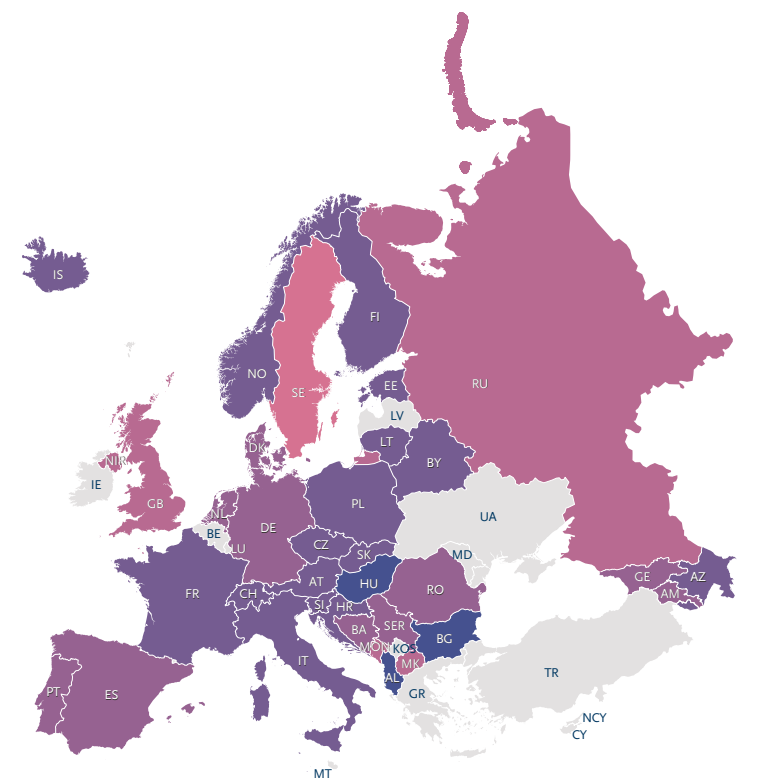 IS
FI
NO
RU
SE
EE
LV
LT
DK
BY
NIR
IE
GB
PL
NL
UA
DE
BE
CZ
LU
SK
MD
HU
AZ
GE
AT
FR
CH
RO
AM
SI
HR
SER
BA
BG
MON
KOS
IT
MK
TR
AL
PT
ES
GR
NCY
CY
MT